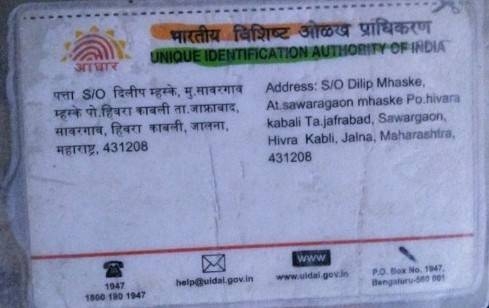 भारतीय विशिष्ट ओळख प्राधिकरण
UNIQUE IDENTIFICATION AUTHORITY OF INDIA
आधार
पत्ता S/O दिलीप म्हस्के, मु.सावरगाव
म्हस्के पो.हिवरा काबली ता.जाफ्राबाद,
सावरगाव, हिवरा काबली, जालना,
महाराष्ट्र, 431208
Address: S/O Dilip Mhaske,
At.sawaragaon mhaske Po.hivara
kabali Ta.jafrabad, Sawargaon,
Hivra Kabli, Jalna, Maharashtra,
431208
1947
1800 180 1947
help@uidai.gov.in
www
www.uidai.gov.in
P.O. Box No. 1947,
Bengaluru-560 001